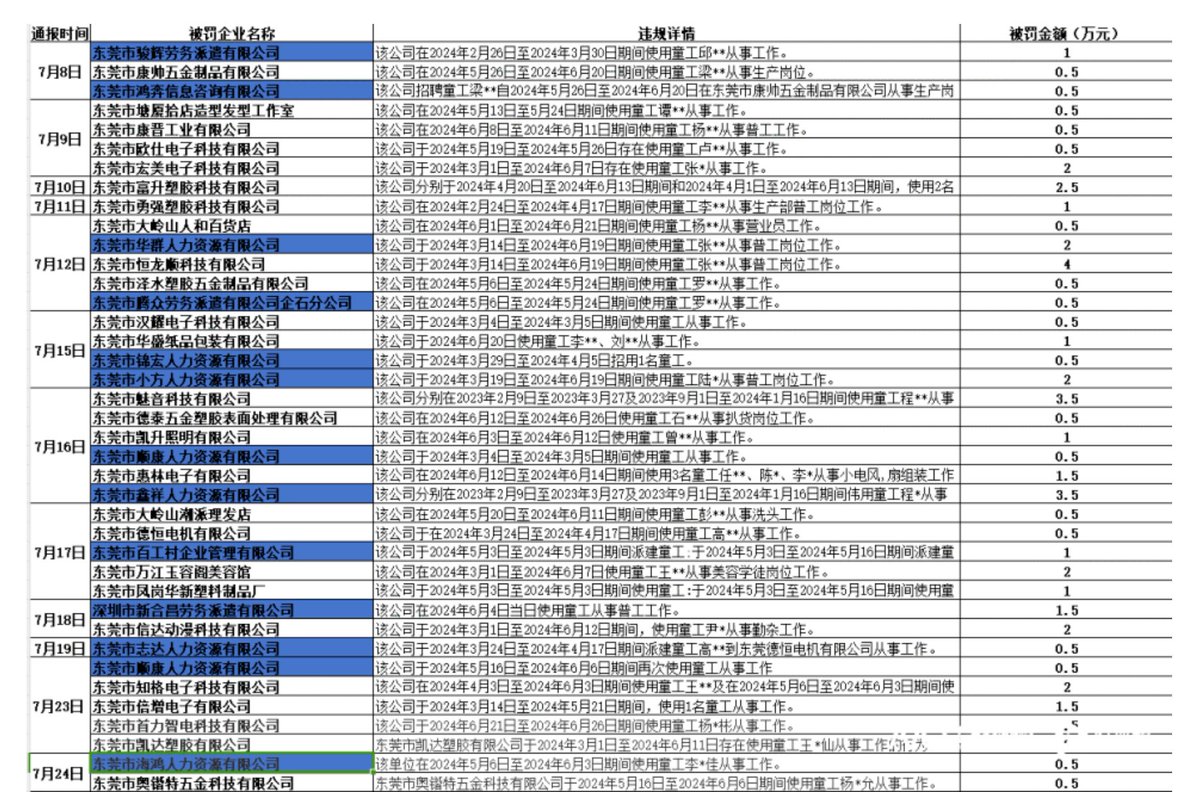 通报时间 被罚企业名称 违规详情 被罚金额（万元）
7月8日 东莞市骏辉劳务派遣有限公司 该公司在2024年2月26日至2024年3月30日期间使用童工邱**从事工作。 1
东莞市康帅五金制品有限公司 该公司在2024年5月26日至2024年6月20日期间使用童工梁**从事生产岗位。 0.5
东莞市鸿弈信息咨询有限公司 该公司招聘童工梁**自2024年5月26日至2024年6月20日在东莞市康帅五金制品有限公司从事生产岗 0.5
7月9日 东莞市塘厦拾店造型发型工作室 该公司在2024年5月13日至5月24日期间使用童工谭**从事工作。 0.5
东莞市康晋工业有限公司 该公司在2024年6月8日至2024年6月11日期间使用童工杨**从事普工工作。 0.5
东莞市欧仕电子科技有限公司 该公司于2024年5月19日至2024年5月26日存在使用童工卢**从事工作。 0.5
东莞市宏美电子科技有限公司 该公司于2024年3月1日至2024年6月7日存在使用童工张*从事工作。 2
7月10日 东莞市富升塑胶科技有限公司 该公司分别于2024年4月20日至2024年6月13日期间和2024年4月1日至2024年6月13日期间，使用2名 2.5
7月11日 东莞市勇强塑胶科技有限公司 该公司在2024年2月24日至2024年4月17日期间使用童工李**从事生产部普工岗位工作。 1
7月12日 东莞市大岭山人和百货店 该公司在2024年6月1日至2024年6月21日期间使用童工杨**从事营业员工作。 0.5
东莞市华群人力资源有限公司 该公司于2024年3月14日至2024年6月19日期间使用童工张**从事普工岗位工作。 2
东莞市恒龙顺科技有限公司 该公司于2024年3月14日至2024年6月19日期间使用童工张**从事普工岗位工作。 4
东莞市泽水塑胶五金制品有限公司 该公司于2024年5月6日至2024年5月24日期间使用童工罗**从事工作。 0.5
东莞市腾众劳务派遣有限公司企石分公司 该公司于2024年5月6日至2024年5月24日期间使用童工罗**从事工作。 0.5
7月15日 东莞市汉耀电子科技有限公司 该公司于2024年3月4日至2024年3月5日期间使用童工从事工作。 0.5
东莞市华盛纸品包装有限公司 该公司于2024年6月20日使用童工李**、刘**从事工作。 1
东莞市锦宏人力资源有限公司 该公司于2024年3月29日至2024年4月5日招用1名童工。 0.5
东莞市小方人力资源有限公司 该公司于2024年3月19日至2024年6月19日期间使用童工陆*从事普工岗位工作。 2
7月16日 东莞市魅音科技有限公司 该公司分别在2023年2月9日至2023年3月27及2023年9月1日至2024年1月16日期间使用童工程**从事 3.5
东莞市德泰五金塑胶表面处理有限公司 该公司在2024年6月12日至2024年6月26日使用童工石**从事扒货岗位工作。 0.5
东莞市凯升照明有限公司 该公司于2024年6月3日至2024年6月12日使用童工曾**从事工作。 1
东莞市顺康人力资源有限公司 该公司于2024年3月4日至2024年3月5日期间使用童工从事工作。 0.5
东莞市惠林电子有限公司 该公司在2024年6月12日至2024年6月14日期间使用3名童工任**、陈*、李*从事小电风,扇组装工作 1.5
东莞市鑫祥人力资源有限公司 该公司分别在2023年2月9日至2023年3月27及2023年9月1日至2024年1月16日期间伟用童工程*从事 3.5
7月17日 东莞市大岭山潮派理发店 该公司在2024年5月20日至2024年6月11日期间使用童工彭**从事洗头工作。 0.5
东莞市德恒电机有限公司 该公司于在2024年3月24日至2024年4月17日期间使用童工高**从事工作。 0.5
东莞市百工村企业管理有限公司 该公司于2024年5月3日至2024年5月3日期间派建童工;于2024年5月3日至2024年5月16日期间派建童 1
东莞市万江玉容阁美容馆 该公司在2024年3月1日至2024年6月7日使用童工王**从事美容学徒岗位工作。 2
东莞市凤岗华新塑料制品厂 该公司于2024年5月3日至2024年5月3日期间使用童工:于2024年5月3日至2024年5月16日期间使用童 1
7月18日 深圳市新合昌劳务派遣有限公司 该公司在2024年6月4日当日使用童工从事普工工作。 1.5
东莞市信达动漫科技有限公司 该公司于2024年3月1日至2024年6月12日期间，使用童工尹*从事勤杂工作。 2
7月19日 东莞市志达人力资源有限公司 该公司于2024年3月24日至2024年4月17日期间派建童工高**到东莞德恒电机有限公司从事工作。 0.5
7月23日 东莞市顺康人力资源有限公司 该公司于2024年5月16日至2024年6月6日期间再次使用童工从事工作 0.5
东莞市知格电子科技有限公司 该公司在2024年4月3日至2024年6月3日期间使用童工王**及在2024年5月6日至2024年6月3日期间使 2
东莞市倍增电子有限公司 该公司于2024年3月14日至2024年5月21日期间，使用1名童工从事工作。 1.5
东莞市首力智电科技有限公司 该公司于2024年6月21日至2024年6月26日期间使用童工杨*彬从事工作。
东莞市凯达塑胶有限公司 东莞市凯达塑胶有限公司于2024年3月1日至2024年6月11日存在使用童工王*仙从事工作
7月24日 东莞市海鸿人力资源有限公司 该单位在2024年5月6日至2024年6月3日期间使用童工李*佳从事工作。 0.5
东莞市奥锴特五金科技有限公司 东莞市奥锴特五金科技有限公司于2024年5月16日至2024年6月3日期间使用童工杨*允从事工作。 0.5